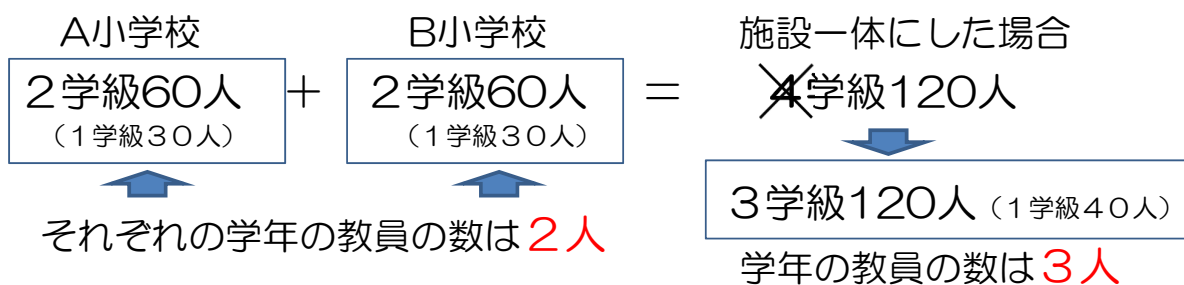 A小学校
B小学校
施設一体にした場合
２学級60人
＋
２学級60人
＝
4学級120人
（１学級３０人）
（１学級３０人）
３学級120人（１学級４０人）
それぞれの学年の教員の数は２人
学年の教員の数は３人